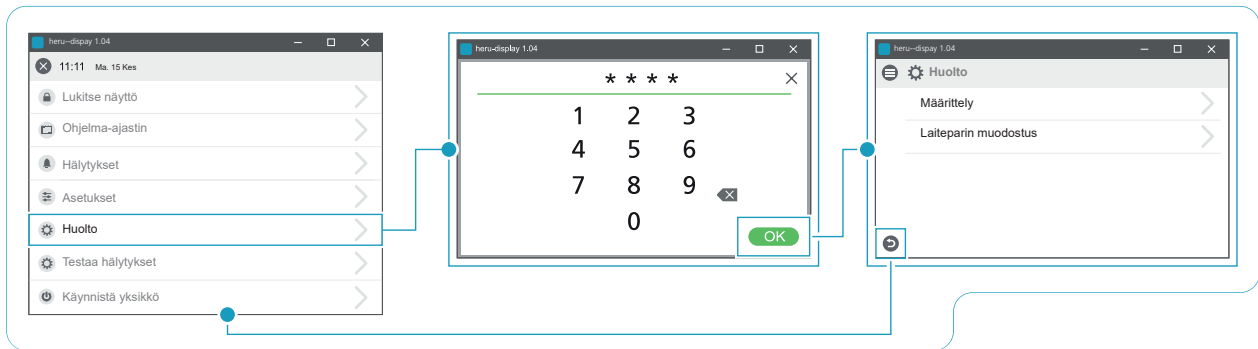 heru--dispay 1.04
11:11 Ma. 15 Kes
Lukitse näyttö
Ohjelma-ajastin
Hälytykset
Asetukset
Huolto
Testaa hälytykset
Käynnistä yksikkö
heru-display 1.04
* * * *
1 2 3
4 5 6
7 8 9
0
OK
heru--dispay 1.04
Huolto
Määrittely
Laiteparin muodostus